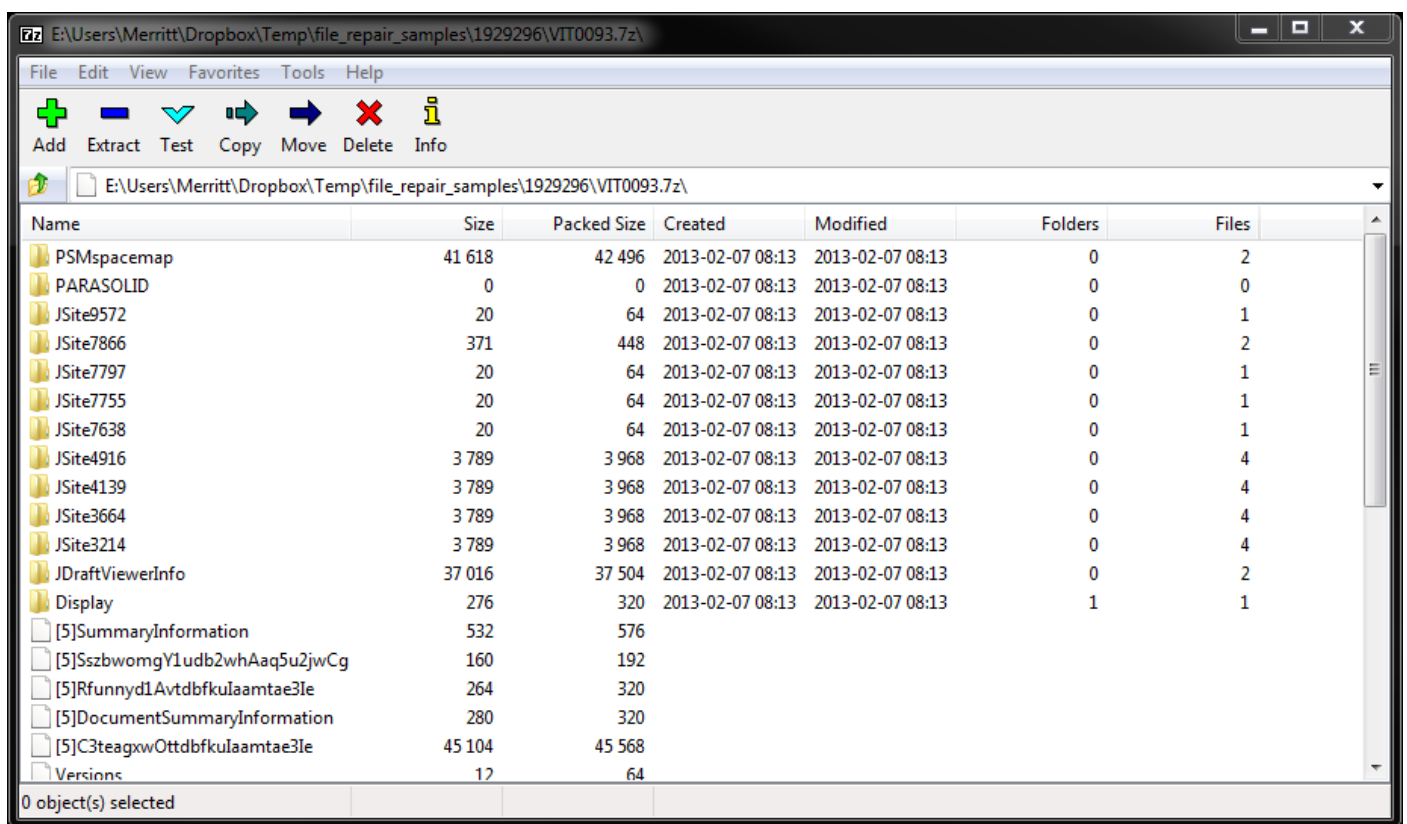 E:\Users\Merritt\Dropbox\Temp\file_repair_samples\1929296\VIT0093.7z\
File Edit View Favorites Tools Help
Add Extract Test Copy Move Delete Info
E:\Users\Merritt\Dropbox\Temp\file_repair_samples\1929296\VIT0093.7z\
Name Size Packed Size Created Modified Folders Files
PSMspacemap 41 618 42 496 2013-02-07 08:13 2013-02-07 08:13 0 2
PARASOLID 0 0 2013-02-07 08:13 2013-02-07 08:13 0 0
JSite9572 20 64 2013-02-07 08:13 2013-02-07 08:13 0 1
JSite7866 371 448 2013-02-07 08:13 2013-02-07 08:13 0 2
JSite7797 20 64 2013-02-07 08:13 2013-02-07 08:13 0 1
JSite7755 20 64 2013-02-07 08:13 2013-02-07 08:13 0 1
JSite7638 20 64 2013-02-07 08:13 2013-02-07 08:13 0 1
JSite4916 3 789 3 968 2013-02-07 08:13 2013-02-07 08:13 0 4
JSite4139 3 789 3 968 2013-02-07 08:13 2013-02-07 08:13 0 4
JSite3664 3 789 3 968 2013-02-07 08:13 2013-02-07 08:13 0 4
JSite3214 3 789 3 968 2013-02-07 08:13 2013-02-07 08:13 0 4
JDraftViewerInfo 37 016 37 504 2013-02-07 08:13 2013-02-07 08:13 0 2
Display 276 320 2013-02-07 08:13 2013-02-07 08:13 1 1
[5]SummaryInformation 532 576
[5]SszbwomgY1udb2whAaq5u2jwCg 160 192
[5]Rfunnyd1AvtdbfkuIaamtae3Ie 264 320
[5]DocumentSummaryInformation 280 320
[5]C3teagxwOttdbfkuIaamtae3Ie 45 104 45 568
Versions 12 64
0 object(s) selected